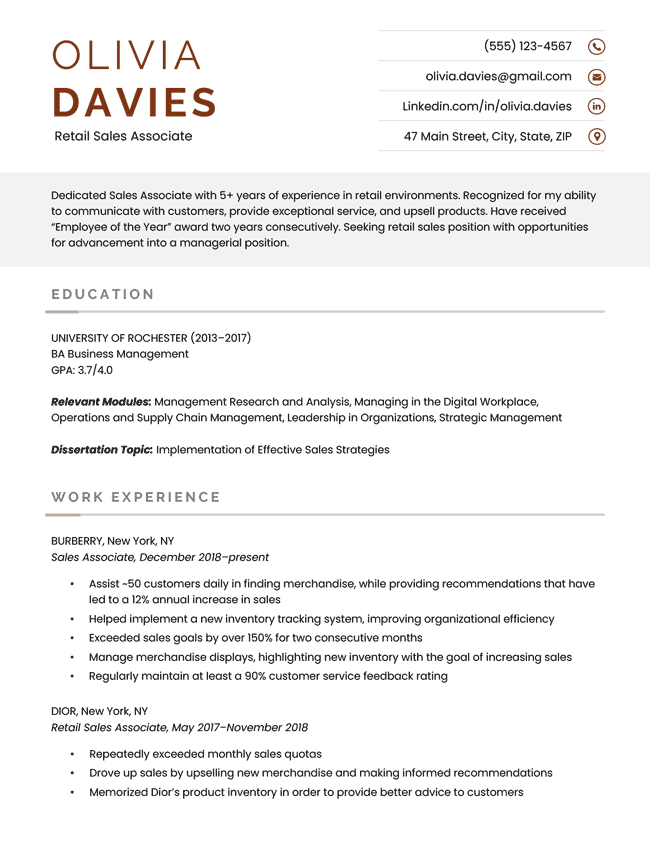 OLIVIA
DAVIES
Retail Sales Associate
(555) 123-4567
olivia.davies@gmail.com
Linkedin.com/in/olivia.davies
47 Main Street, City, State, ZIP
Dedicated Sales Associate with 5+ years of experience in retail environments. Recognized for my ability
to communicate with customers, provide exceptional service, and upsell products. Have received
“Employee of the Year” award two years consecutively. Seeking retail sales position with opportunities
for advancement into a managerial position.
EDUCATION
UNIVERSITY OF ROCHESTER (2013–2017)
BA Business Management
GPA: 3.7/4.0
Relevant Modules: Management Research and Analysis, Managing in the Digital Workplace,
Operations and Supply Chain Management, Leadership in Organizations, Strategic Management
Dissertation Topic: Implementation of Effective Sales Strategies
WORK EXPERIENCE
BURBERRY, New York, NY
Sales Associate, December 2018–present
• Assist ~50 customers daily in finding merchandise, while providing recommendations that have
led to a 12% annual increase in sales
• Helped implement a new inventory tracking system, improving organizational efficiency
• Exceeded sales goals by over 150% for two consecutive months
• Manage merchandise displays, highlighting new inventory with the goal of increasing sales
• Regularly maintain at least a 90% customer service feedback rating
DIOR, New York, NY
Retail Sales Associate, May 2017–November 2018
• Repeatedly exceeded monthly sales quotas
• Drove up sales by upselling new merchandise and making informed recommendations
• Memorized Dior’s product inventory in order to provide better advice to customers